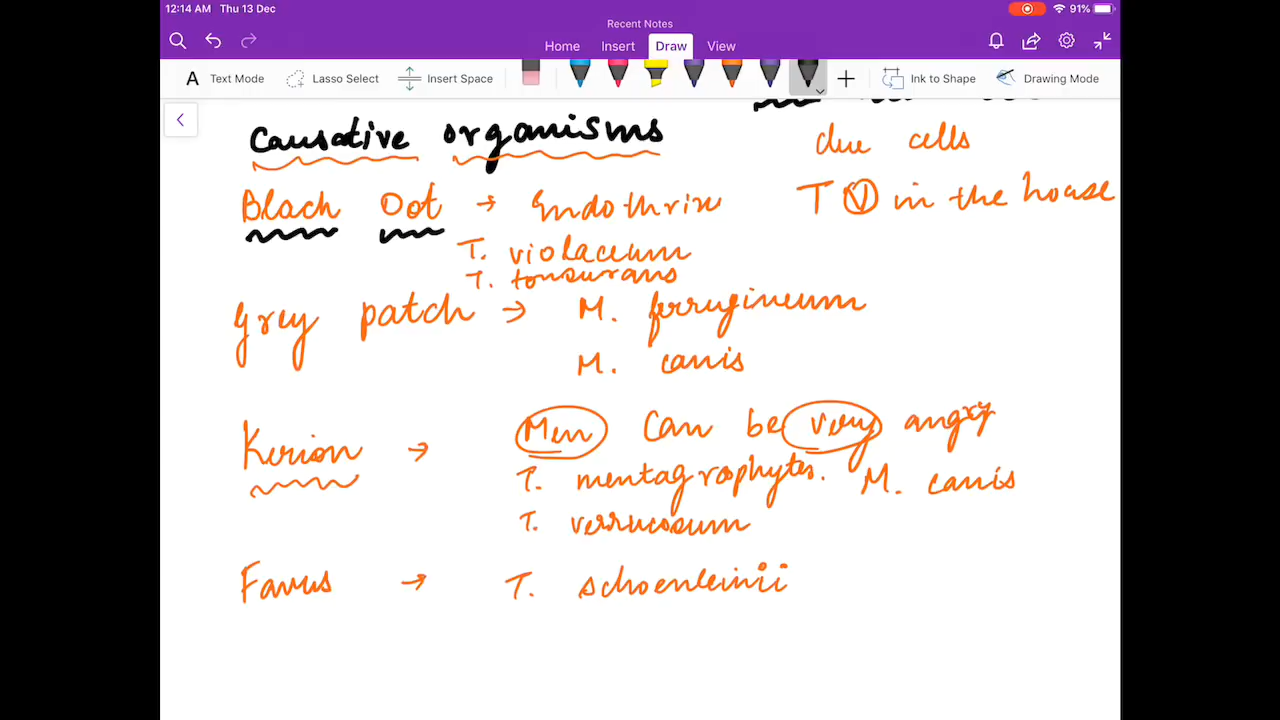 12:14 AM Thu 13 Dec
91%
Recent Notes
Home Insert Draw View
Text Mode Lasso Select Insert Space Ink to Shape Drawing Mode
Causative organisms
due cells
Black Dot → Endothrix
T V in the house
T. violaceum
T. tonsurans
Grey patch → M. ferrugineum
M. canis
Kerion → Men can be very angry
T. mentagrophytes. M. canis
T. verrucosum
Favus → T. schoenleinii